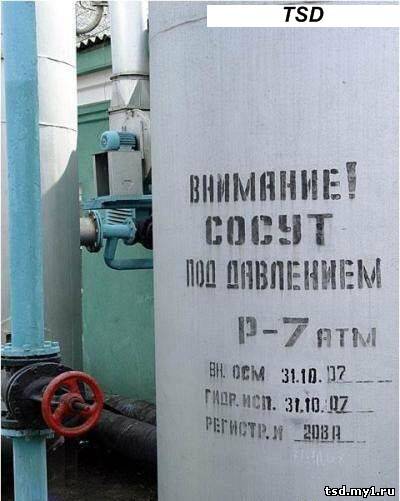 TSD
ВНИМАНИЕ!
СОСУТ
ПОД ДАВЛЕНИЕМ
Р-7 АТМ
ВН. ОСМ 31.10.07
ГИДР. ИСП. 31.10.07
РЕГИСТР. И 208А
tsd.my1.ru